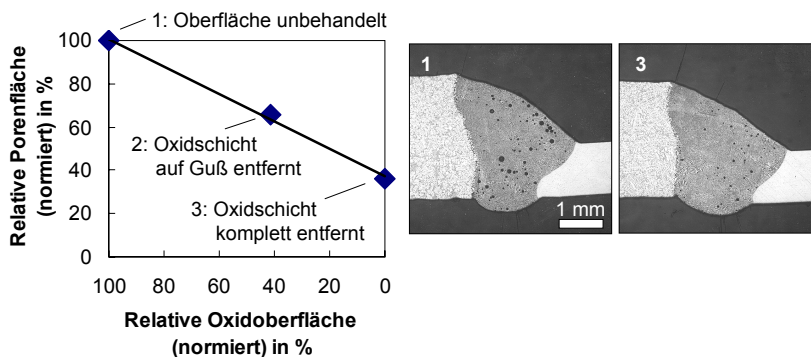 1: Oberfläche unbehandelt
Relative Porenfläche
(normiert) in %
100
80
60
40
20
0
2: Oxidschicht
auf Guß entfernt
3: Oxidschicht
komplett entfernt
100 80 60 40 20 0
Relative Oxidoberfläche
(normiert) in %
1
1 mm
3